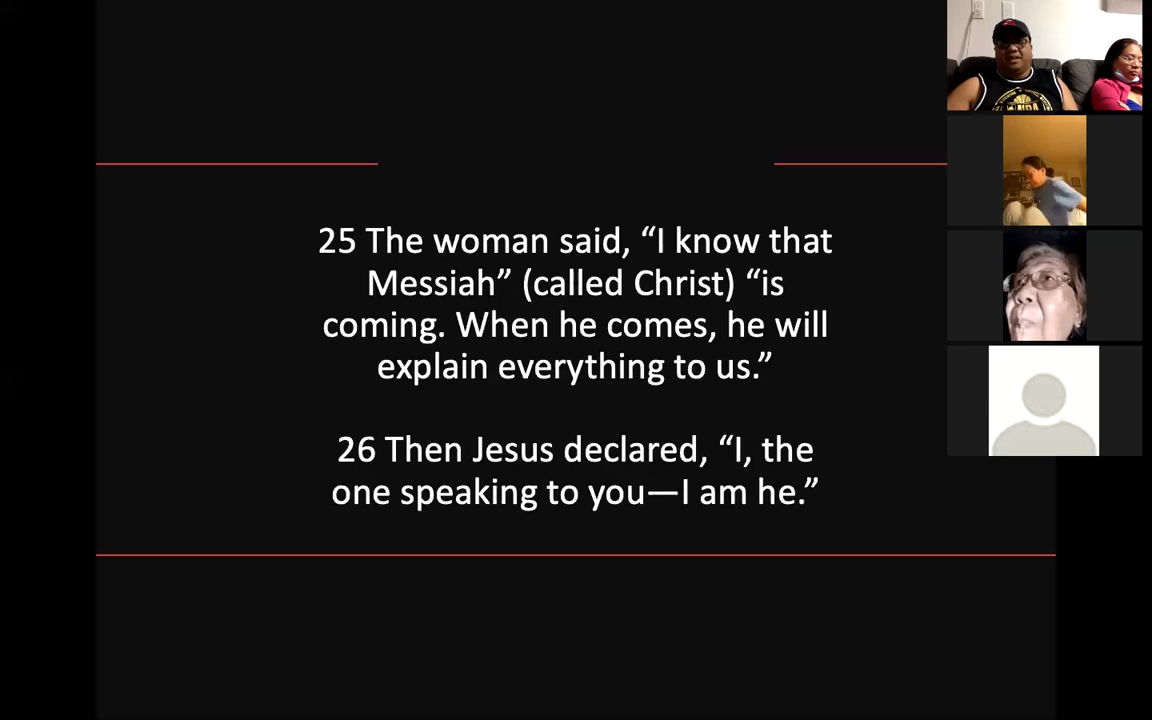 25 The woman said, “I know that
Messiah” (called Christ) “is
coming. When he comes, he will
explain everything to us.”
26 Then Jesus declared, “I, the
one speaking to you—I am he.”